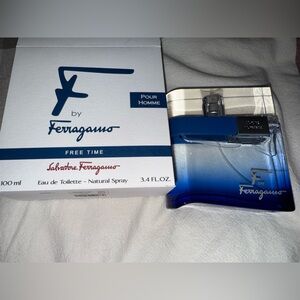 F
by
Ferragamo
POUR
HOMME
FREE TIME
Salvatore Ferragamo
100 ml Eau de Toilette - Natural Spray 3.4 FL.OZ.
F
by
Ferragamo